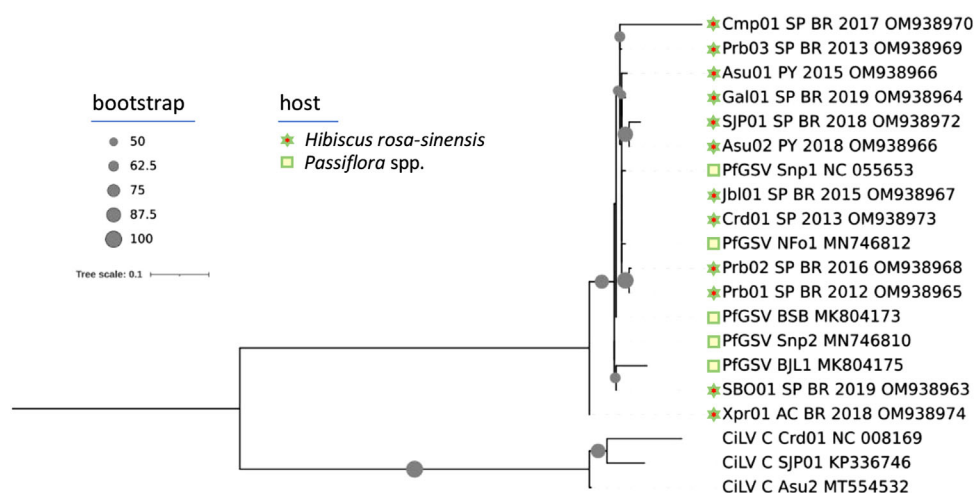 bootstrap
50
62.5
75
87.5
100
Tree scale: 0.1
host
Hibiscus rosa-sinensis
Passiflora spp.
Cmp01 SP BR 2017 OM938970
Prb03 SP BR 2013 OM938969
Asu01 PY 2015 OM938966
Gal01 SP BR 2019 OM938964
SJP01 SP BR 2018 OM938972
Asu02 PY 2018 OM938966
PfGSV Snp1 NC 055653
Jbl01 SP BR 2015 OM938967
Crd01 SP 2013 OM938973
PfGSV NFo1 MN746812
Prb02 SP BR 2016 OM938968
Prb01 SP BR 2012 OM938965
PfGSV BSB MK804173
PfGSV Snp2 MN746810
PfGSV BJL1 MK804175
SBO01 SP BR 2019 OM938963
Xpr01 AC BR 2018 OM938974
CiLV C Crd01 NC 008169
CiLV C SJP01 KP336746
CiLV C Asu2 MT554532